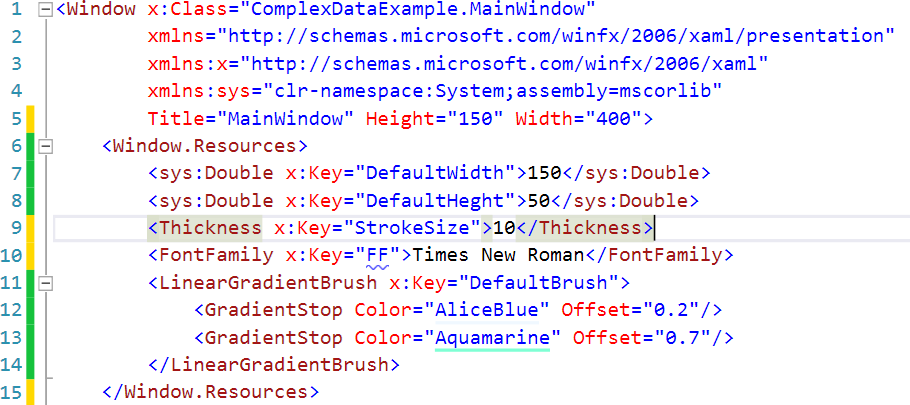 1 <Window x:Class="ComplexDataExample.MainWindow"
2 xmlns="http://schemas.microsoft.com/winfx/2006/xaml/presentation"
3 xmlns:x="http://schemas.microsoft.com/winfx/2006/xaml"
4 xmlns:sys="clr-namespace:System;assembly=mscorlib"
5 Title="MainWindow" Height="150" Width="400">
6 <Window.Resources>
7 <sys:Double x:Key="DefaultWidth">150</sys:Double>
8 <sys:Double x:Key="DefaultHeght">50</sys:Double>
9 <Thickness x:Key="StrokeSize">10</Thickness>
10 <FontFamily x:Key="FF">Times New Roman</FontFamily>
11 <LinearGradientBrush x:Key="DefaultBrush">
12 <GradientStop Color="AliceBlue" Offset="0.2"/>
13 <GradientStop Color="Aquamarine" Offset="0.7"/>
14 </LinearGradientBrush>
15 </Window.Resources>